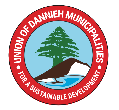 UNION OF DANNIEH MUNICIPALITIES
FOR A SUSTAINABLE DEVELOPMENT